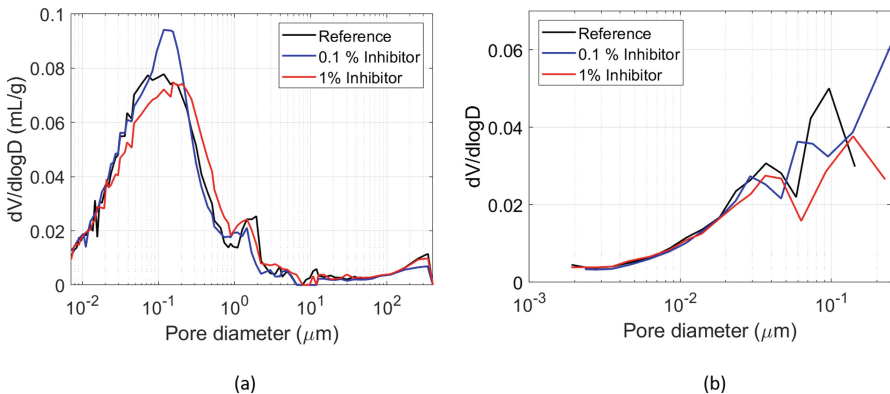 Reference
0.1 % Inhibitor
1% Inhibitor
dV/dlogD (mL/g)
0.1
0.08
0.06
0.04
0.02
0
10⁻² 10⁻¹ 10⁰ 10¹ 10²
Pore diameter (μm)
(a)
Reference
0.1 % Inhibitor
1% Inhibitor
dV/dlogD
0.06
0.04
0.02
0
10⁻³ 10⁻² 10⁻¹
Pore diameter (μm)
(b)